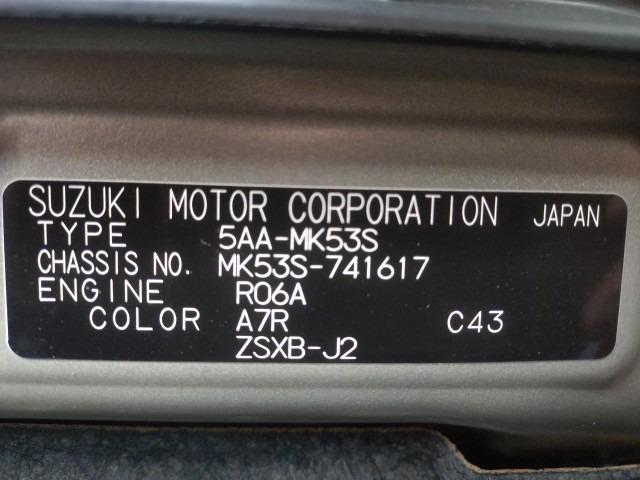 SUZUKI MOTOR CORPORATION JAPAN
TYPE 5AA-MK53S
CHASSIS NO. MK53S-741617
ENGINE R06A
COLOR A7R C43
ZSXB-J2